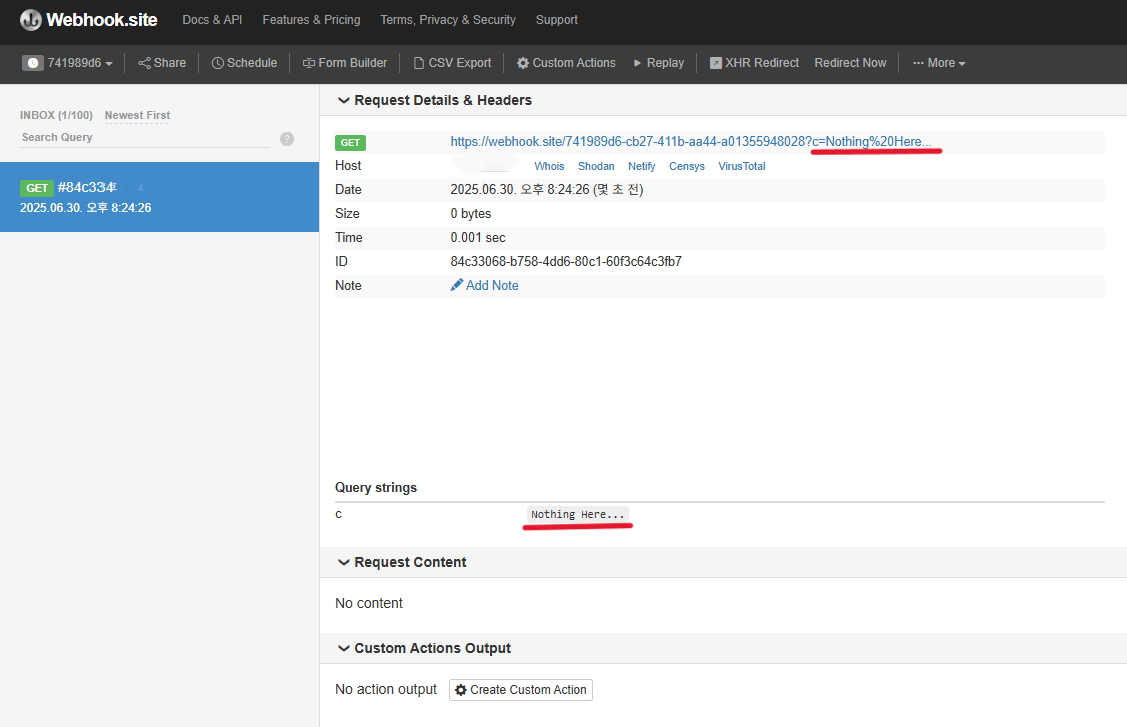 Webhook.site Docs & API Features & Pricing Terms, Privacy & Security Support
741989d6 Share Schedule Form Builder CSV Export Custom Actions Replay XHR Redirect Redirect Now ··· More
INBOX (1/100) Newest First
Search Query ?
GET #84c334
2025.06.30. 오후 8:24:26
Request Details & Headers
GET https://webhook.site/741989d6-cb27-411b-aa44-a01355948028?c=Nothing%20Here...
Host Whois Shodan Netify Censys VirusTotal
Date 2025.06.30. 오후 8:24:26 (몇 초 전)
Size 0 bytes
Time 0.001 sec
ID 84c33068-b758-4dd6-80c1-60f3c64c3fb7
Note Add Note
Query strings
c Nothing Here...
Request Content
No content
Custom Actions Output
No action output Create Custom Action